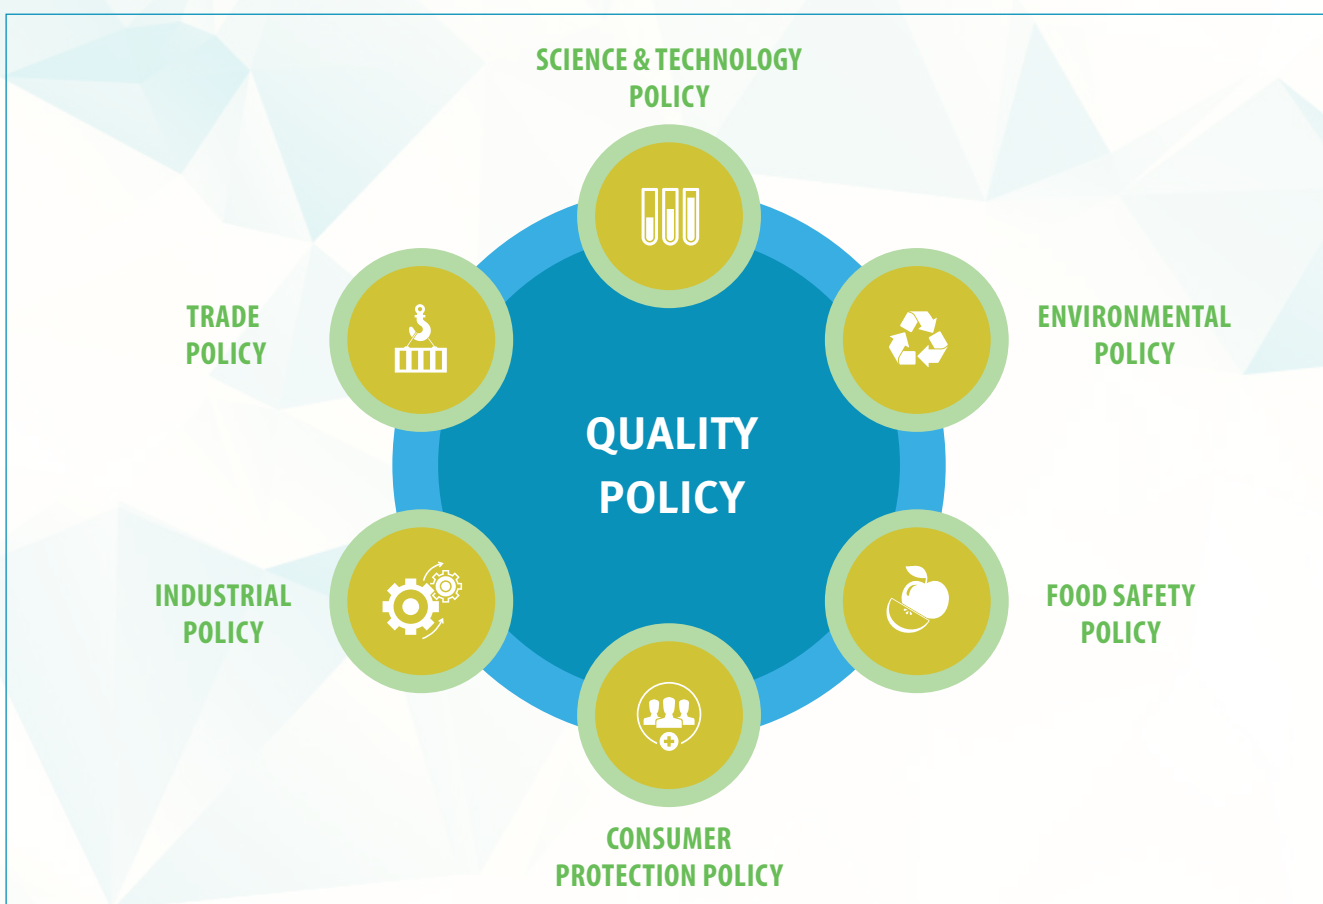 SCIENCE & TECHNOLOGY
POLICY
TRADE
POLICY
ENVIRONMENTAL
POLICY
QUALITY
POLICY
INDUSTRIAL
POLICY
FOOD SAFETY
POLICY
CONSUMER
PROTECTION POLICY